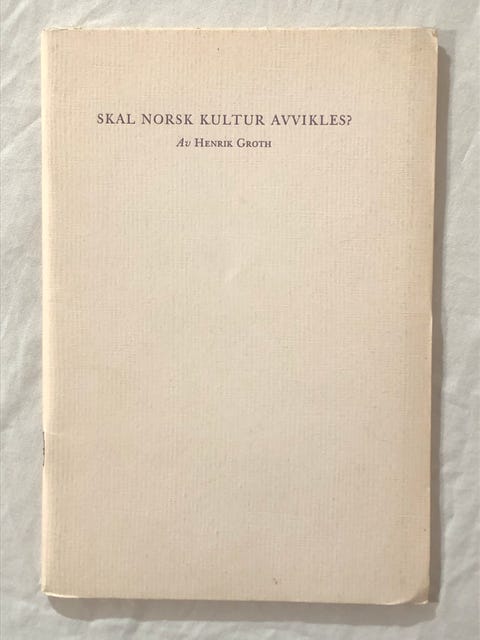 SKAL NORSK KULTUR AVVIKLES?
Av HENRIK GROTH